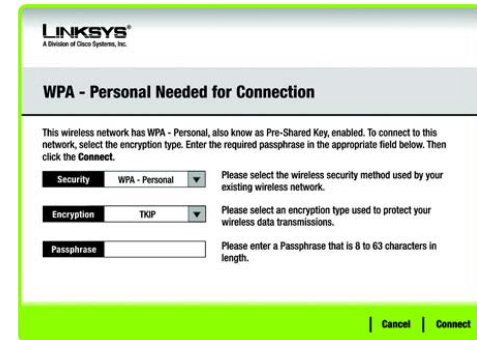 LINKSYS®
A Division of Cisco Systems, Inc.
WPA - Personal Needed for Connection
This wireless network has WPA - Personal, also know as Pre-Shared Key, enabled. To connect to this
network, select the encryption type. Enter the required passphrase in the appropriate field below. Then
click the Connect.
Security WPA - Personal Please select the wireless security method used by your
existing wireless network.
Encryption TKIP Please select an encryption type used to protect your
wireless data transmissions.
Passphrase Please enter a Passphrase that is 8 to 63 characters in
length.
Cancel Connect